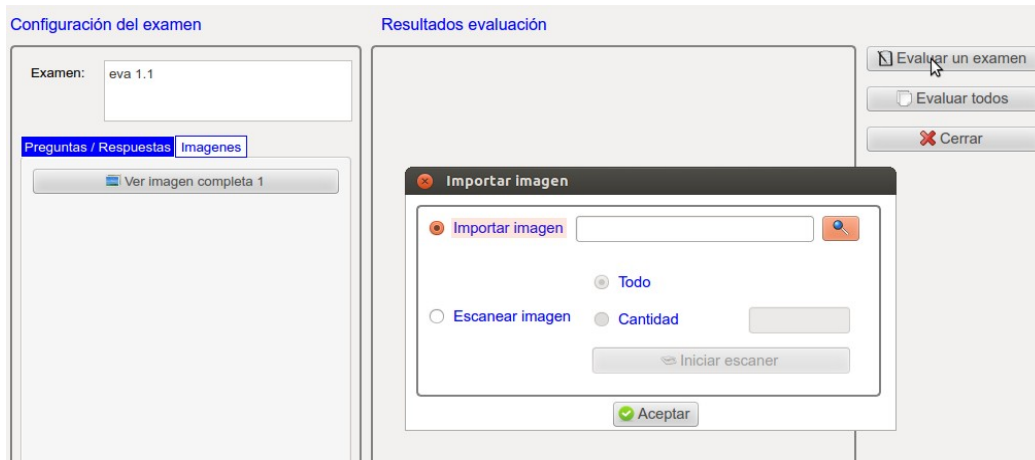 Configuración del examen
Resultados evaluación
Examen: eva 1.1
Preguntas / Respuestas Imagenes
Ver imagen completa 1
Evaluar un examen
Evaluar todos
Cerrar
Importar imagen
Importar imagen
Todo
Escanear imagen
Cantidad
Iniciar escaner
Aceptar